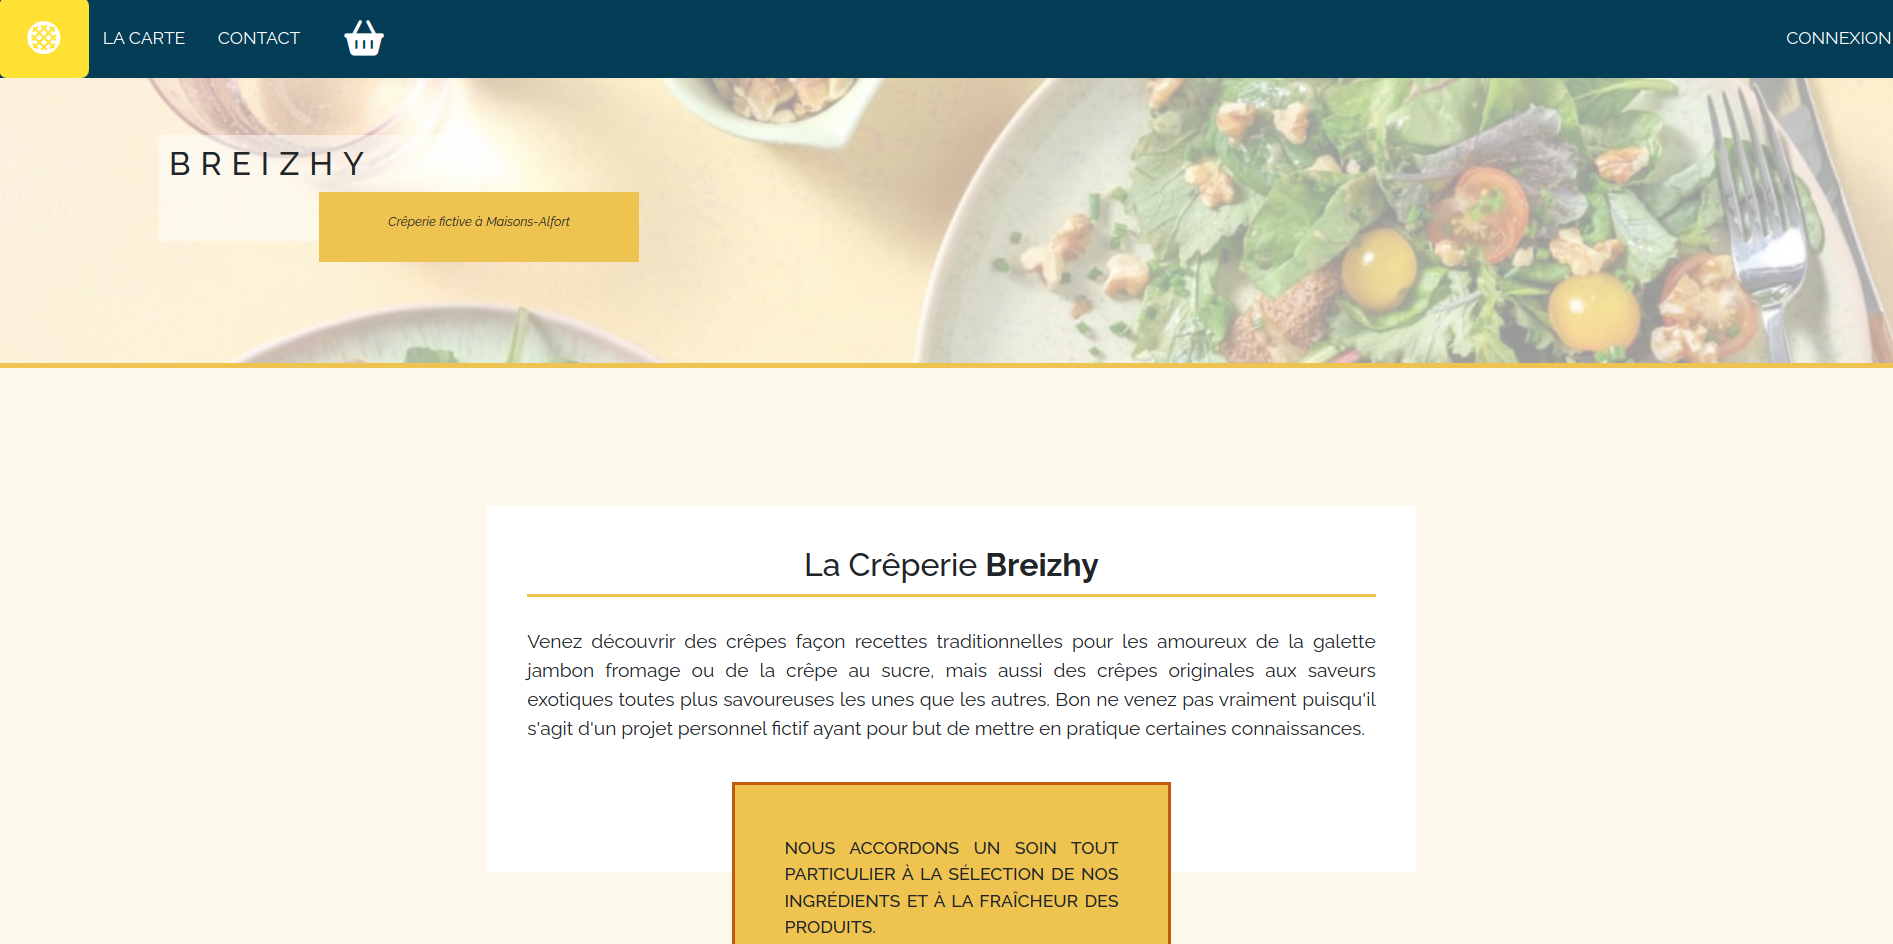 LA CARTE
CONTACT
CONNEXION
BREIZHY
Crêperie fictive à Maisons-Alfort
La Crêperie Breizhy
Venez découvrir des crêpes façon recettes traditionnelles pour les amoureux de la galette
jambon fromage ou de la crêpe au sucre, mais aussi des crêpes originales aux saveurs
exotiques toutes plus savoureuses les unes que les autres. Bon ne venez pas vraiment puisqu'il
s'agit d'un projet personnel fictif ayant pour but de mettre en pratique certaines connaissances.
NOUS ACCORDONS UN SOIN TOUT
PARTICULIER À LA SÉLECTION DE NOS
INGRÉDIENTS ET À LA FRAÎCHEUR DES
PRODUITS.